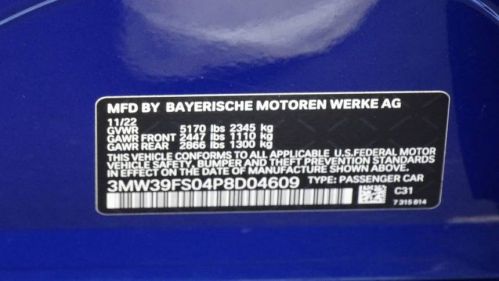 MFD BY BAYERISCHE MOTOREN WERKE AG
11/22
GVWR 5170 lbs 2345 kg
GAWR FRONT 2447 lbs 1110 kg
GAWR REAR 2866 lbs 1300 kg
THIS VEHICLE CONFORMS TO ALL APPLICABLE U.S.FEDERAL MOTOR
VEHICLE SAFETY, BUMPER AND THEFT PREVENTION STANDARDS
IN EFFECT ON THE DATE OF MANUFACTURE SHOWN ABOVE.
3MW39FS04P8D04609 TYPE: PASSENGER CAR
C31
7 315 614